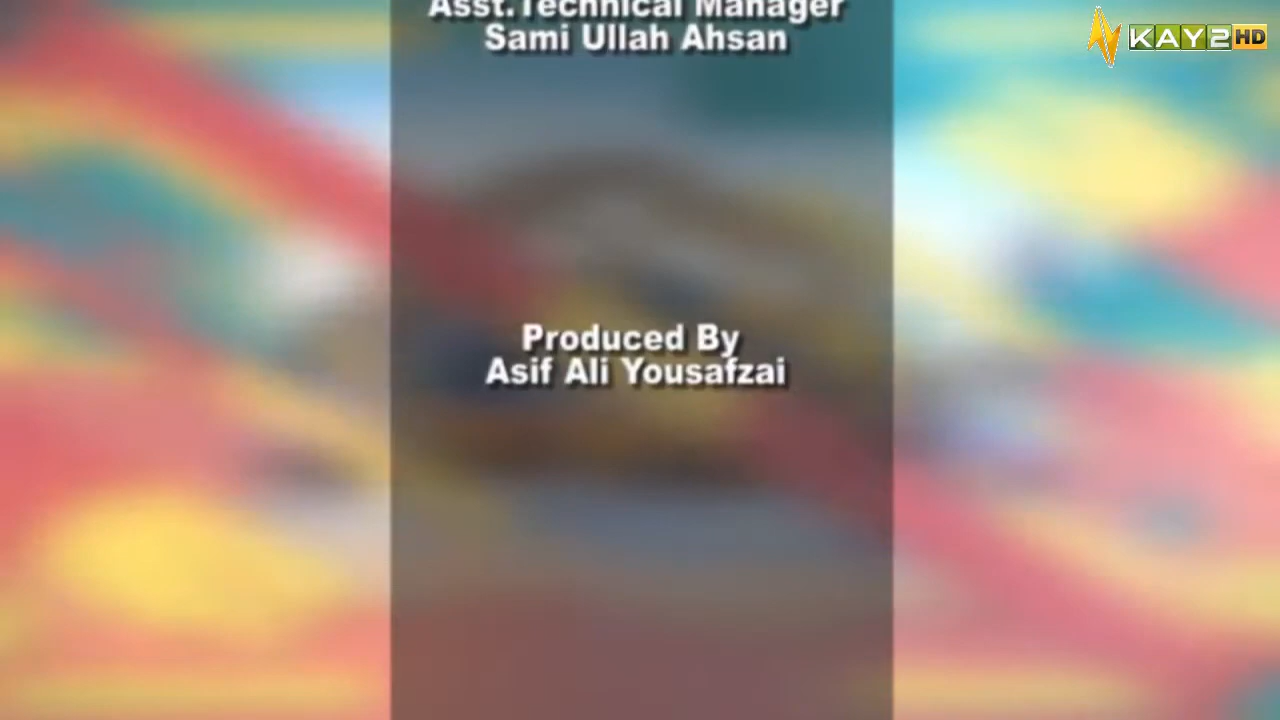 Asst.Technical Manager
Sami Ullah Ahsan
KAY2 HD
Produced By
Asif Ali Yousafzai